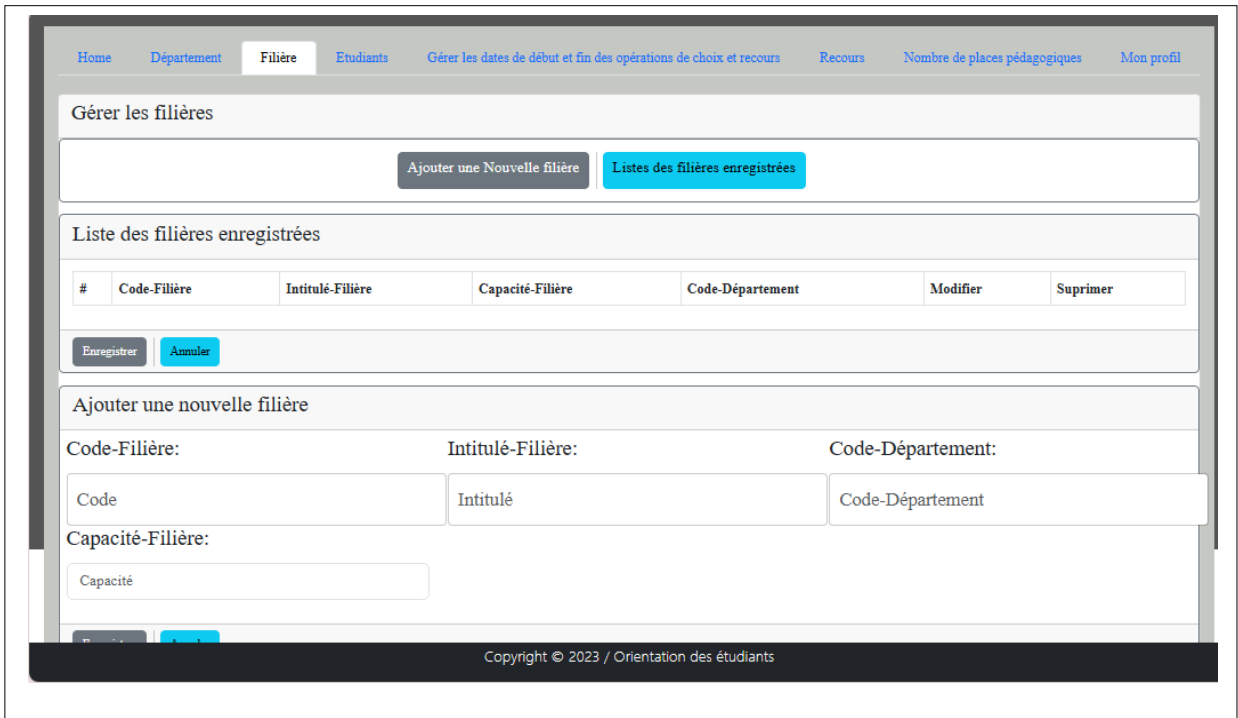 Home Département Filière Etudiants Gérer les dates de début et fin des opérations de choix et recours Recours Nombre de places pédagogiques Mon profil
Gérer les filières
Ajouter une Nouvelle filière Listes des filières enregistrées
Liste des filières enregistrées
# Code-Filière Intitulé-Filière Capacité-Filière Code-Département Modifier Suprimer
Enregistrer Annuler
Ajouter une nouvelle filière
Code-Filière: Intitulé-Filière: Code-Département:
Code Intitulé Code-Département
Capacité-Filière:
Capacité
Copyright © 2023 / Orientation des étudiants